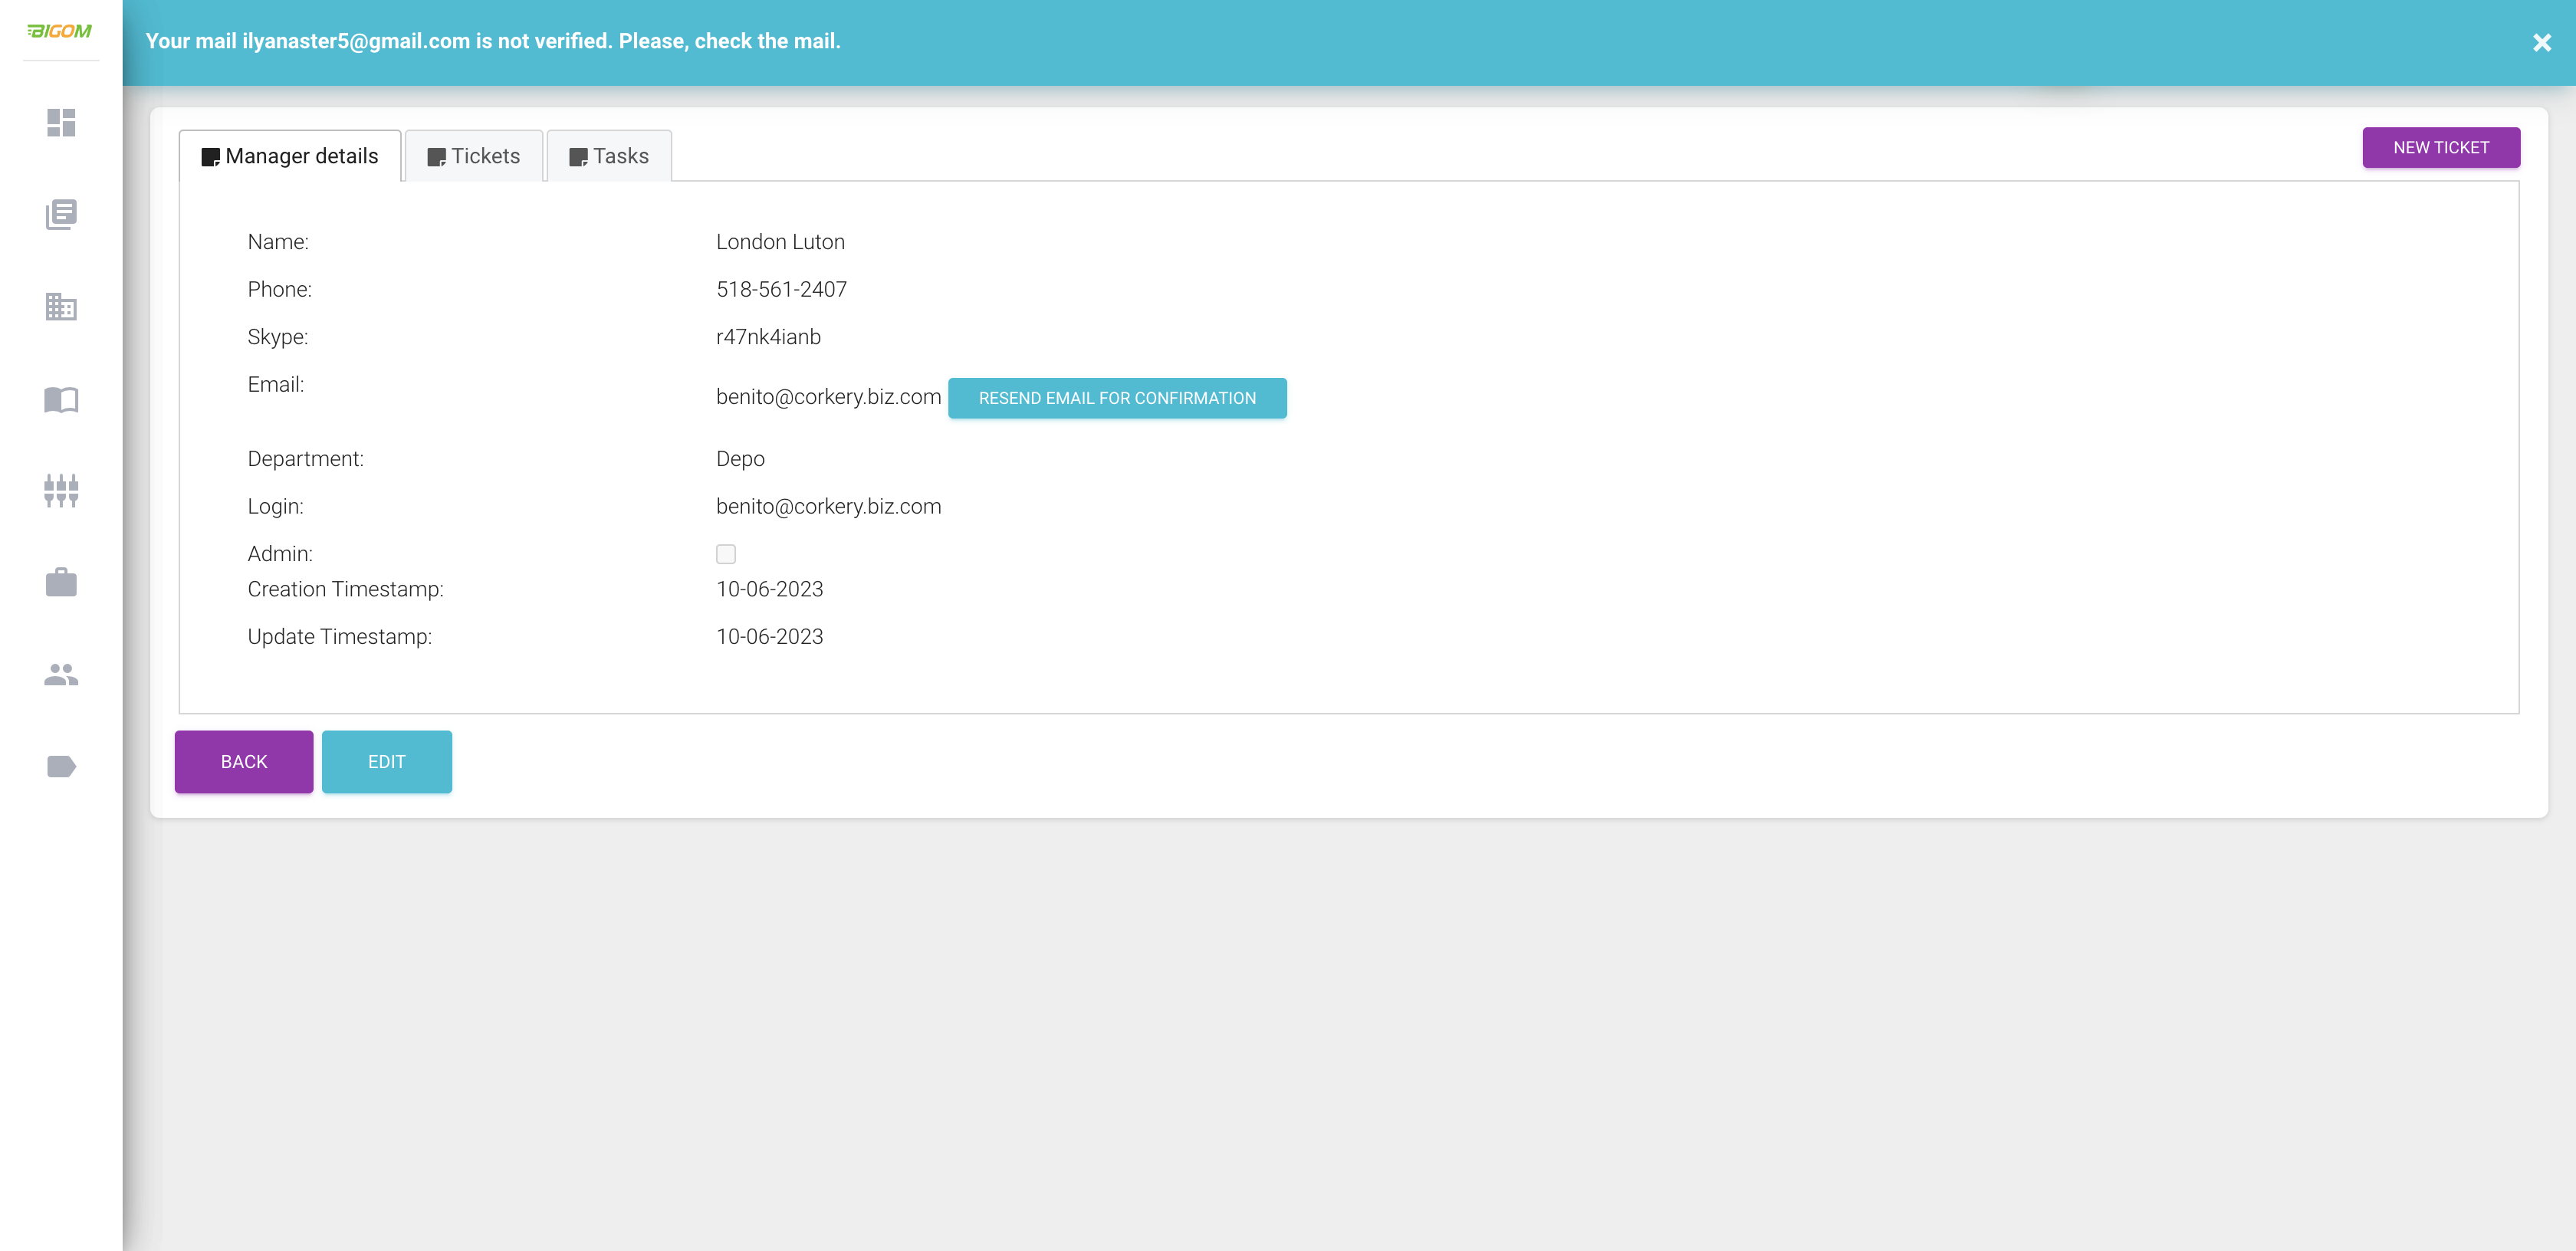 BIGOM
Your mail ilyanaster5@gmail.com is not verified. Please, check the mail.
Manager details
Tickets
Tasks
NEW TICKET
Name: London Luton
Phone: 518-561-2407
Skype: r47nk4ianb
Email: benito@corkery.biz.com RESEND EMAIL FOR CONFIRMATION
Department: Depo
Login: benito@corkery.biz.com
Admin:
Creation Timestamp: 10-06-2023
Update Timestamp: 10-06-2023
BACK
EDIT